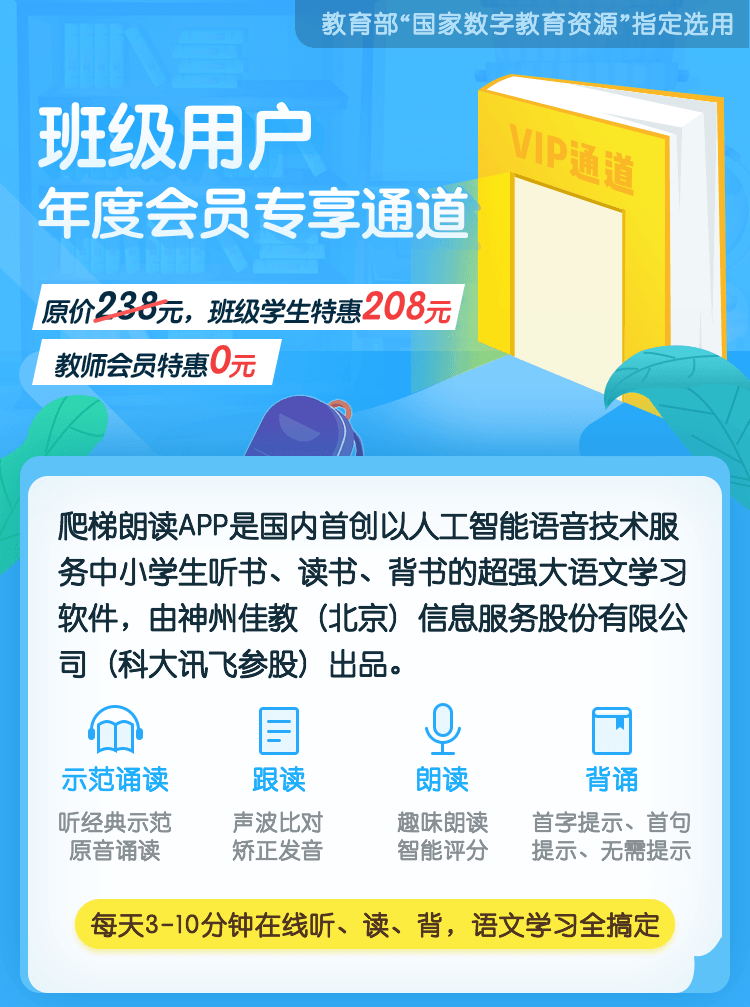 教育部“国家数字教育资源”指定选用
班级用户
年度会员专享通道
VIP通道
原价238元，班级学生特惠208元
教师会员特惠0元
爬梯朗读APP是国内首创以人工智能语音技术服
务中小学生听书、读书、背书的超强大语文学习
软件，由神州佳教（北京）信息服务股份有限公
司（科大讯飞参股）出品。
示范诵读
跟读
朗读
背诵
听经典示范
原音诵读
声波比对
矫正发音
趣味朗读
智能评分
首字提示、首句
提示、无需提示
每天3-10分钟在线听、读、背，语文学习全搞定